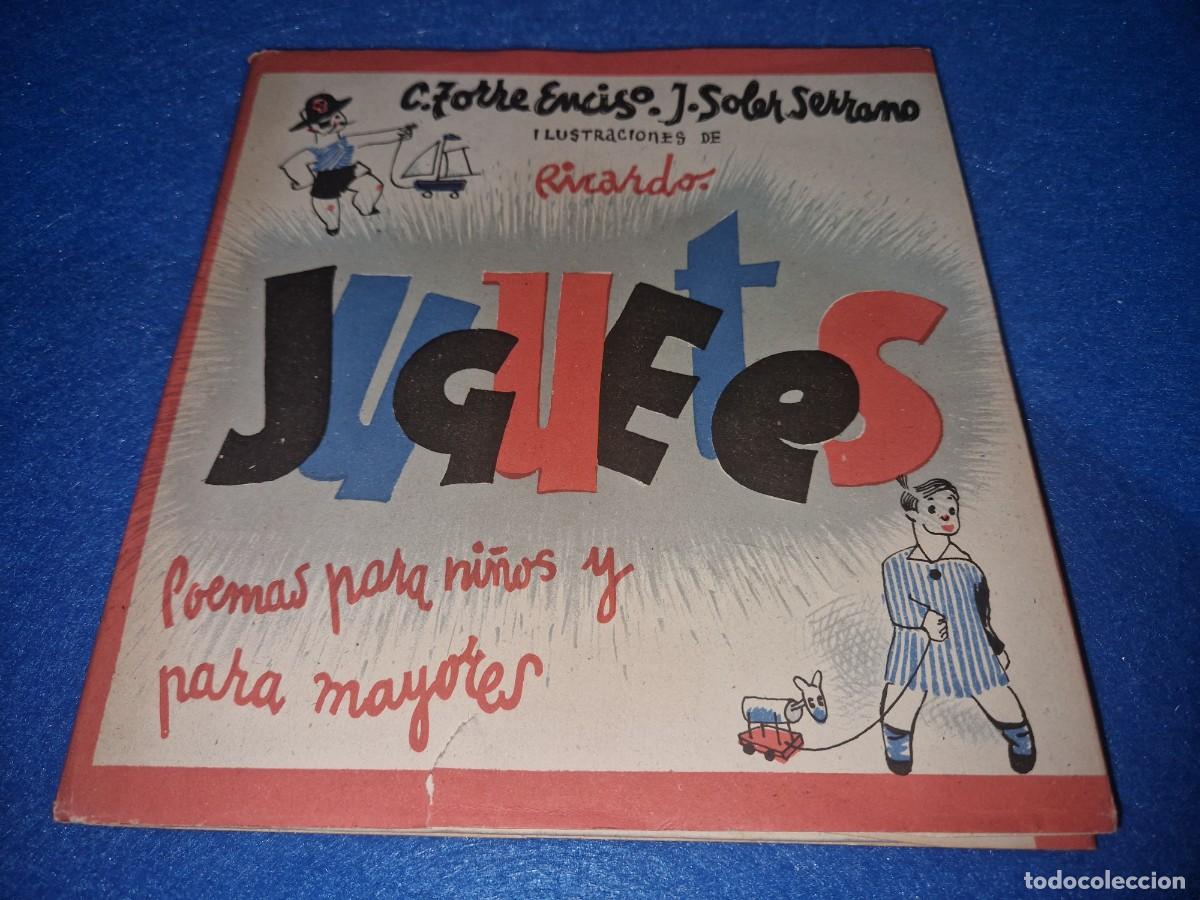 C. Torre Enciso. J. Soler Serrano
ILUSTRACIONES DE
Ricardo.
JuguEtes
Poemas para niños y
para mayores
todocoleccion